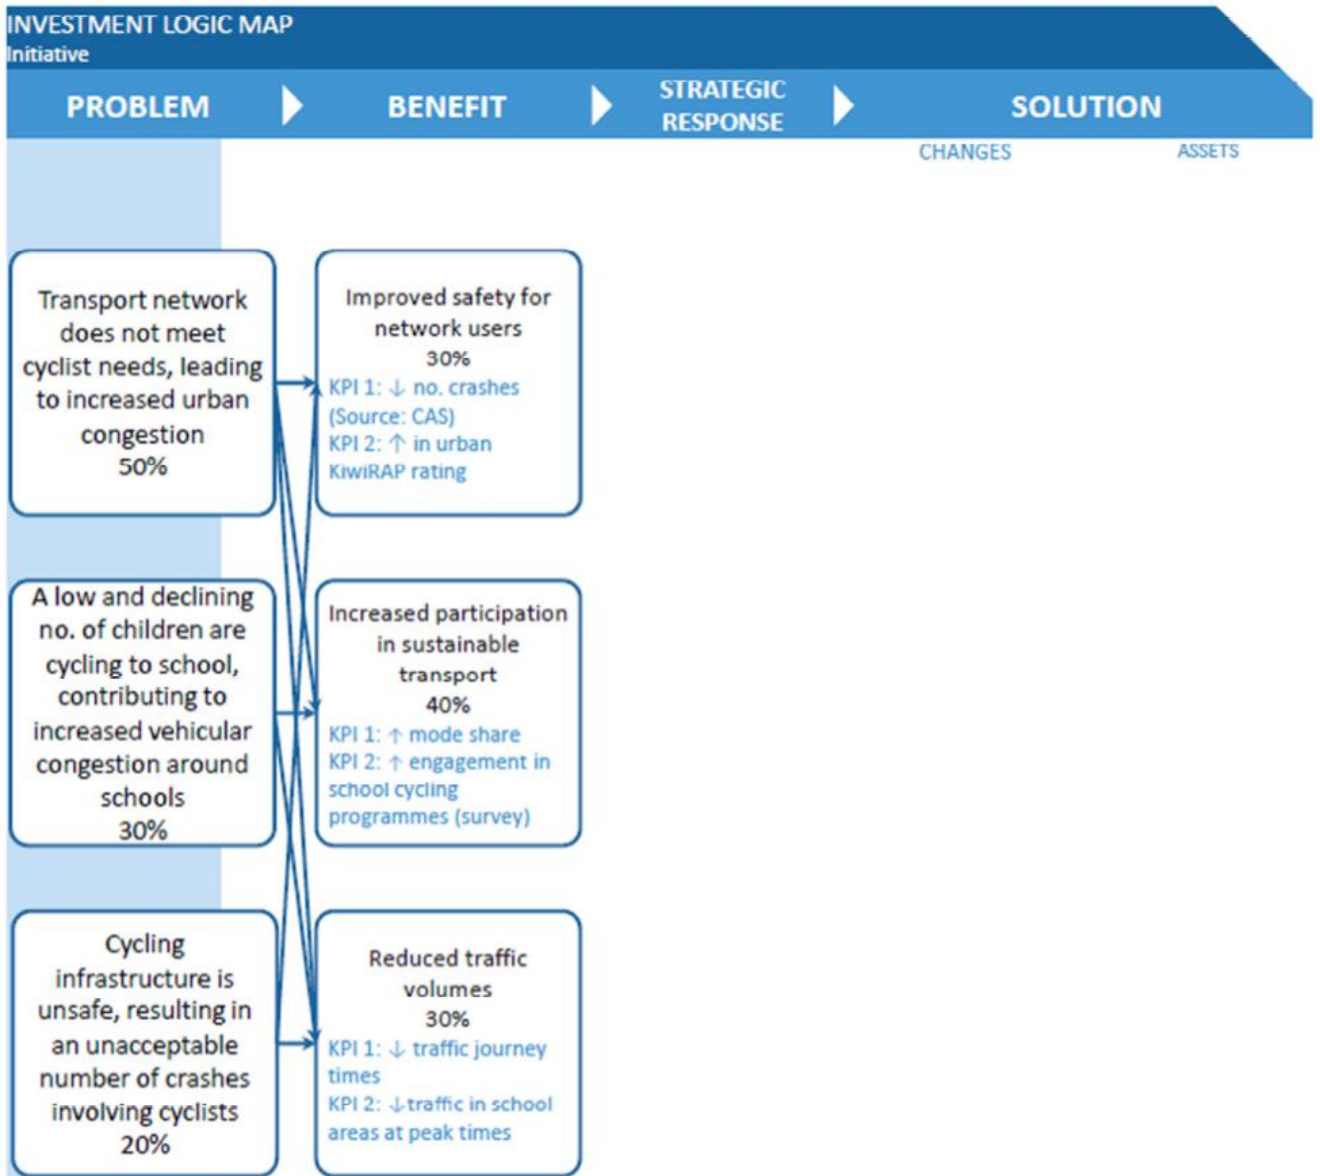 INVESTMENT LOGIC MAP
Initiative
PROBLEM
BENEFIT
STRATEGIC
RESPONSE
SOLUTION
CHANGES
ASSETS
Transport network
does not meet
cyclist needs, leading
to increased urban
congestion
50%
Improved safety for
network users
30%
KPI 1: ↓ no. crashes
(Source: CAS)
KPI 2: ↑ in urban
KiwiRAP rating
A low and declining
no. of children are
cycling to school,
contributing to
increased vehicular
congestion around
schools
30%
Increased participation
in sustainable
transport
40%
KPI 1: ↑ mode share
KPI 2: ↑ engagement in
school cycling
programmes (survey)
Cycling
infrastructure is
unsafe, resulting in
an unacceptable
number of crashes
involving cyclists
20%
Reduced traffic
volumes
30%
KPI 1: ↓ traffic journey
times
KPI 2: ↓traffic in school
areas at peak times